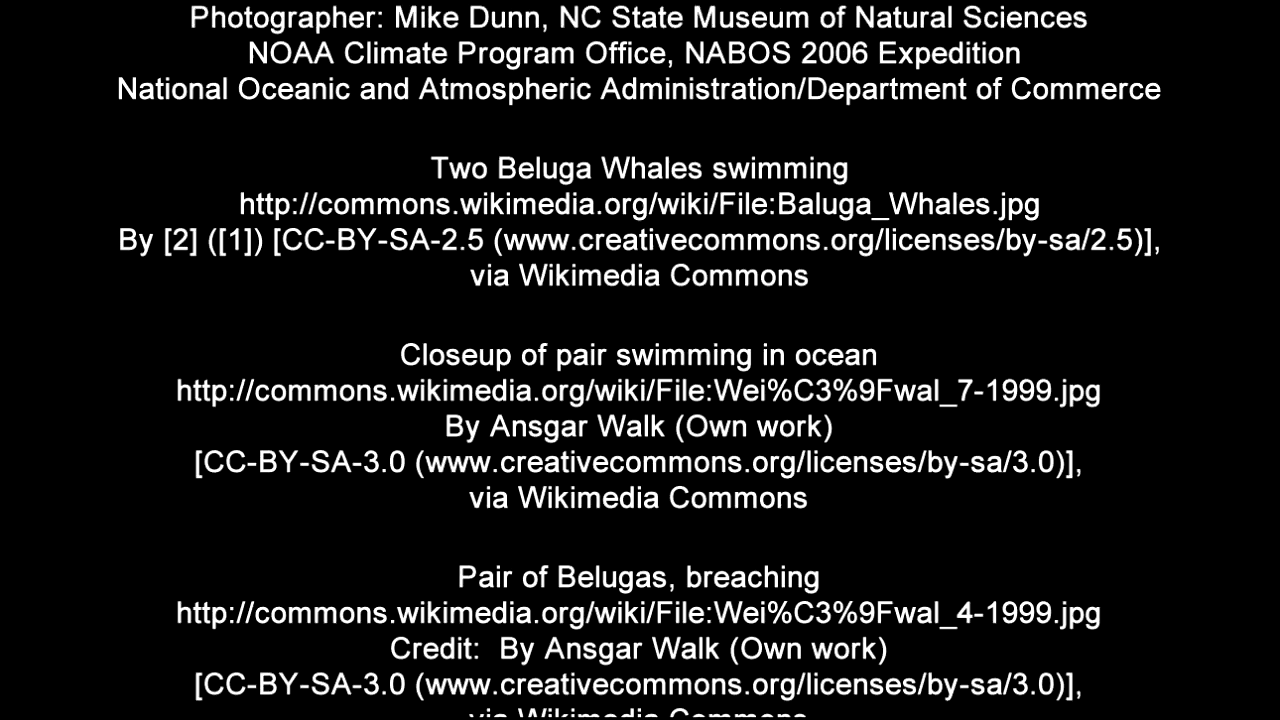 Photographer: Mike Dunn, NC State Museum of Natural Sciences
NOAA Climate Program Office, NABOS 2006 Expedition
National Oceanic and Atmospheric Administration/Department of Commerce
Two Beluga Whales swimming
http://commons.wikimedia.org/wiki/File:Baluga_Whales.jpg
By [2] ([1]) [CC-BY-SA-2.5 (www.creativecommons.org/licenses/by-sa/2.5)],
via Wikimedia Commons
Closeup of pair swimming in ocean
http://commons.wikimedia.org/wiki/File:Wei%C3%9Fwal_7-1999.jpg
By Ansgar Walk (Own work)
[CC-BY-SA-3.0 (www.creativecommons.org/licenses/by-sa/3.0)],
via Wikimedia Commons
Pair of Belugas, breaching
http://commons.wikimedia.org/wiki/File:Wei%C3%9Fwal_4-1999.jpg
Credit:  By Ansgar Walk (Own work)
[CC-BY-SA-3.0 (www.creativecommons.org/licenses/by-sa/3.0)],
via Wikimedia Commons